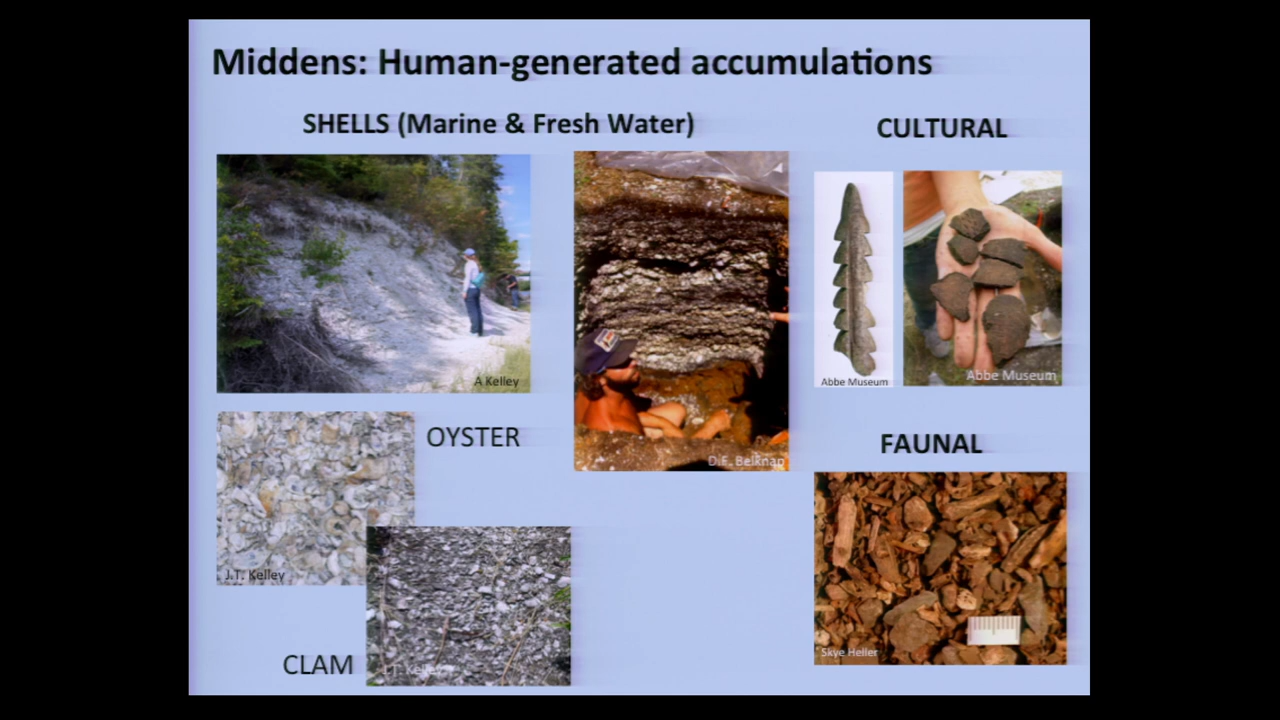 Middens: Human-generated accumulations
SHELLS (Marine & Fresh Water)
CULTURAL
A Kelley
Abbe Museum
Abbe Museum
OYSTER
D.F. Belknap
FAUNAL
J.T. Kelley
CLAM
J.T. Kelley
Skye Heller